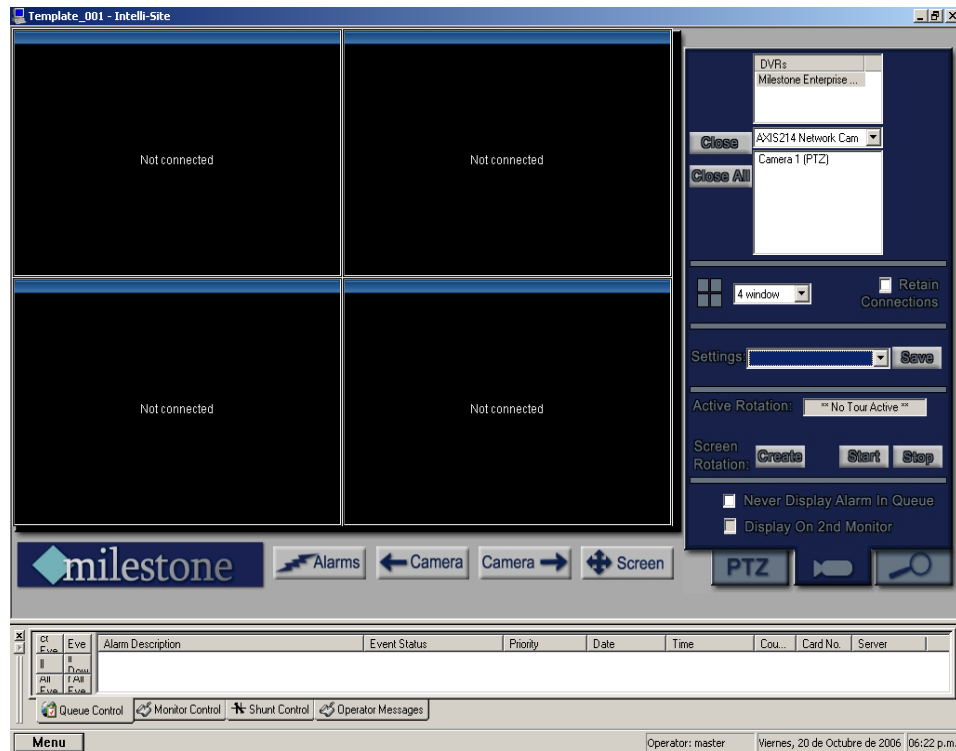 Template_001 - Intelli-Site
Not connected
Not connected
Not connected
Not connected
DVRs
Milestone Enterprise ...
Close
AXIS214 Network Cam
Close All
Camera 1 (PTZ)
4 window
Retain
Connections
Settings:
Save
Active Rotation:
** No Tour Active **
Screen
Rotation:
Create
Start
Stop
Never Display Alarm In Queue
Display On 2nd Monitor
milestone
Alarms
Camera
Camera
Screen
PTZ
Eve
Alarm Description
Event Status
Priority
Date
Time
Cou...
Card No.
Server
All
Queue Control
Monitor Control
Shunt Control
Operator Messages
Menu
Operator: master
Viernes, 20 de Octubre de 2006
06:22 p.m.